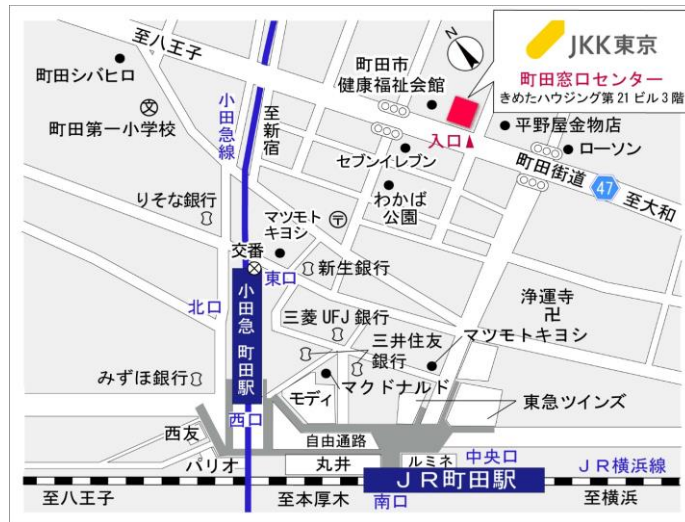 至八王子
町田シバヒロ
町田第一小学校
文
小田急線
至新宿
町田市
健康福祉会館
JKK東京
町田窓口センター
きめたハウジング第21ビル3階
平野屋金物店
入口
ローソン
セブンイレブン
町田街道
47
至大和
わかば
公園
りそな銀行
マツモト
キヨシ
〒
交番
東口
新生銀行
北口
小田急 町田駅
三菱UFJ銀行
三井住友
銀行
浄運寺
卍
マツモトキヨシ
みずほ銀行
モディ
マクドナルド
東急ツインズ
西口
西友
自由通路
パリオ
丸井
ルミネ
中央口
JR町田駅
JR横浜線
至八王子
至本厚木
南口
至横浜
N